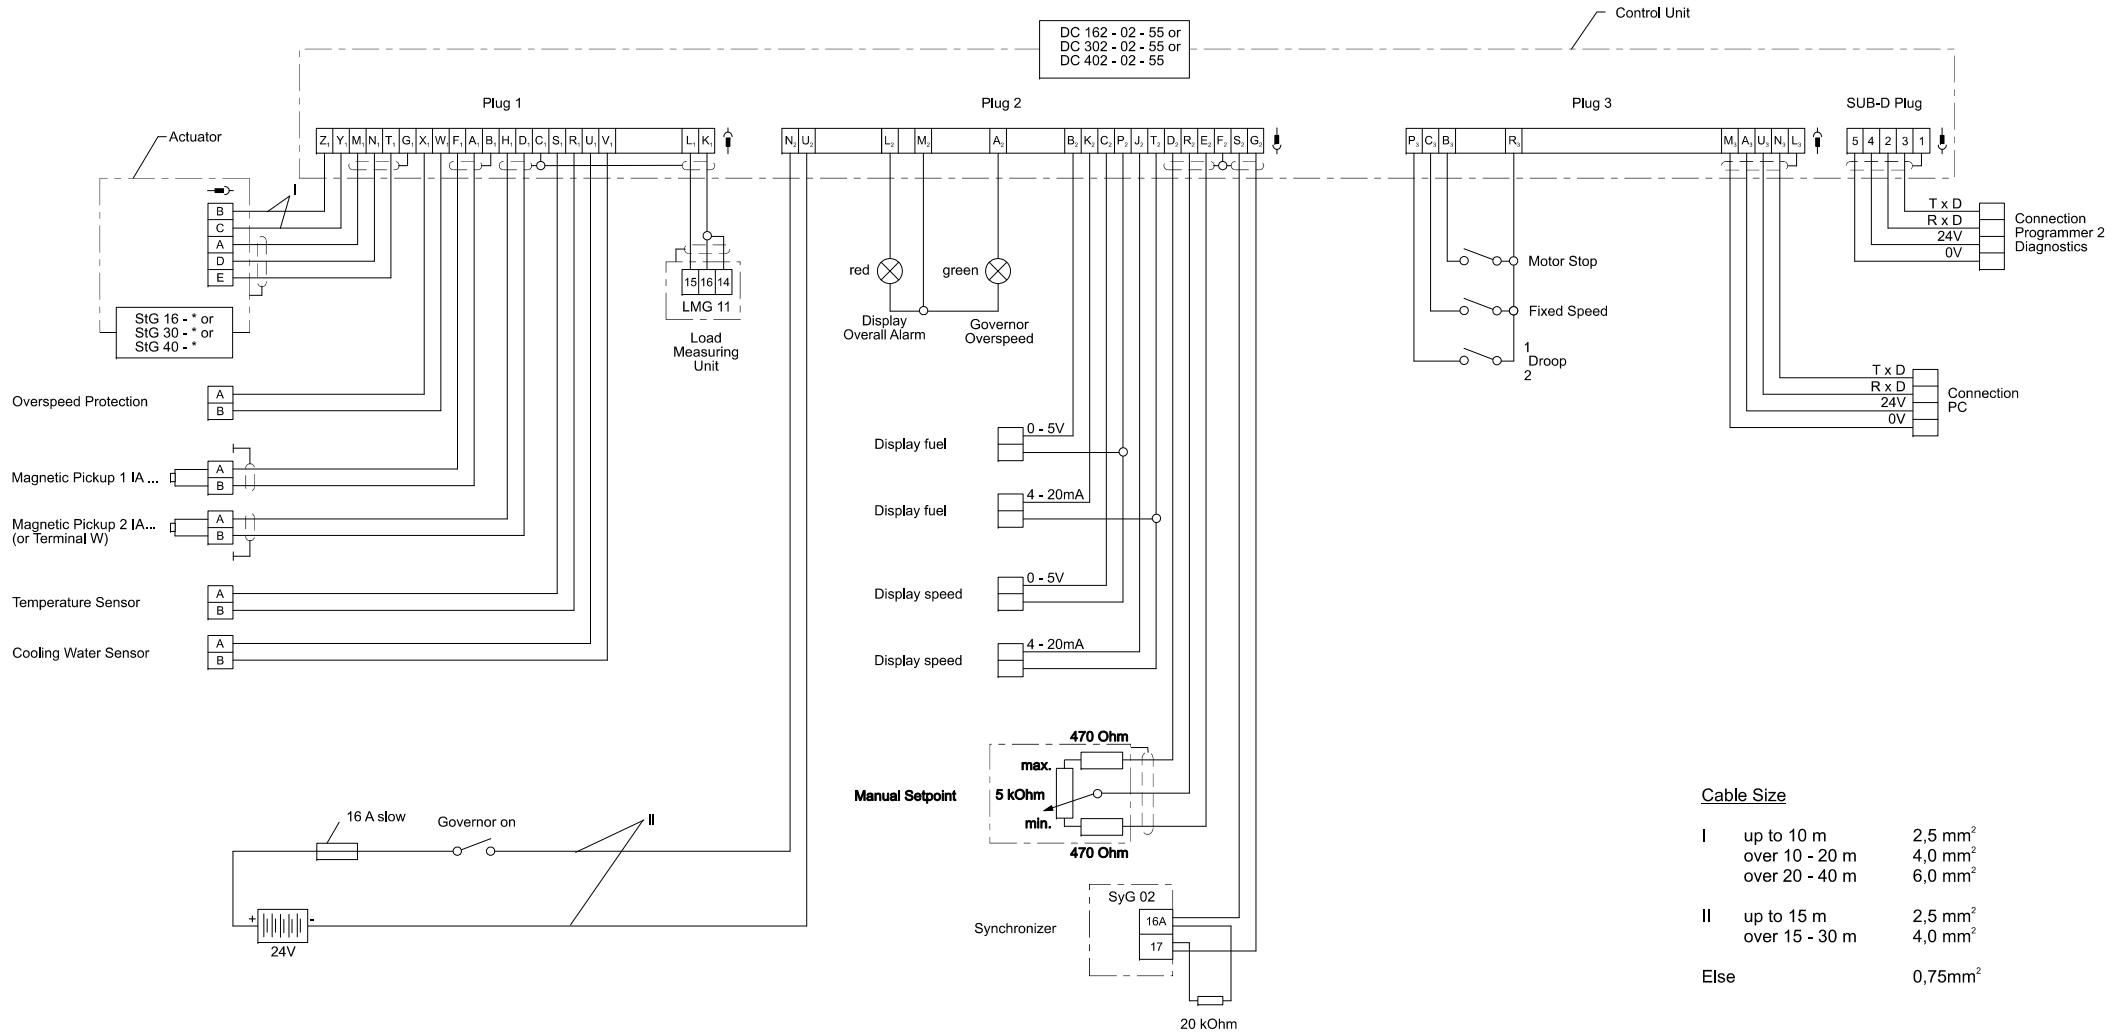 Control Unit
DC 162 - 02 - 55 or
DC 302 - 02 - 55 or
DC 402 - 02 - 55
Plug 1
Plug 2
Plug 3
SUB-D Plug
Z₁ Y₁ M₁ N₁ T₁ G₁ X₁ W₁ F₁ A₁ B₁ H₁ D₁ C₁ S₁ R₁ U₁ V₁ L₁ K₁
N₂ U₂ L₂ M₂ A₂ B₂ K₂ C₂ P₂ J₂ T₂ D₂ R₂ E₂ F₂ S₂ G₂
P₃ C₃ B₃ R₃ M₃ A₃ U₃ N₃ L₃
5 4 2 3 1
Actuator
I
B
C
A
D
E
StG 16 - * or
StG 30 - * or
StG 40 - *
15 16 14
LMG 11
Load
Measuring
Unit
red
green
Display
Overall Alarm
Governor
Overspeed
Motor Stop
Fixed Speed
1
Droop
2
T x D
R x D
24V
0V
Connection
Programmer 2
Diagnostics
T x D
R x D
24V
0V
Connection
PC
Overspeed Protection
A
B
Magnetic Pickup 1 IA ...
A
B
Magnetic Pickup 2 IA...
(or Terminal W)
A
B
Temperature Sensor
A
B
Cooling Water Sensor
A
B
Display fuel
0 - 5V
Display fuel
4 - 20mA
Display speed
0 - 5V
Display speed
4 - 20mA
470 Ohm
max.
Manual Setpoint
5 kOhm
min.
470 Ohm
16 A slow
Governor on
II
+ -
24V
SyG 02
Synchronizer
16A
17
20 kOhm
Cable Size
I up to 10 m 2,5 mm²
over 10 - 20 m 4,0 mm²
over 20 - 40 m 6,0 mm²
II up to 15 m 2,5 mm²
over 15 - 30 m 4,0 mm²
Else 0,75mm²